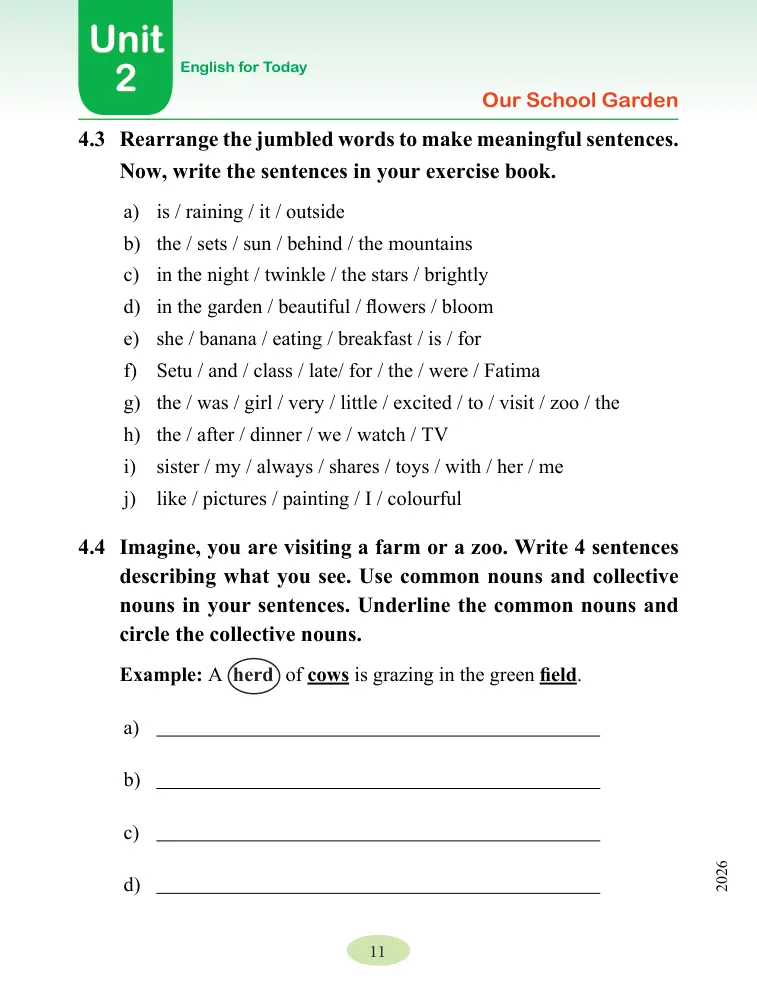 Unit
2
English for Today
Our School Garden
4.3 Rearrange the jumbled words to make meaningful sentences.
Now, write the sentences in your exercise book.
a) is / raining / it / outside
b) the / sets / sun / behind / the mountains
c) in the night / twinkle / the stars / brightly
d) in the garden / beautiful / flowers / bloom
e) she / banana / eating / breakfast / is / for
f) Setu / and / class / late/ for / the / were / Fatima
g) the / was / girl / very / little / excited / to / visit / zoo / the
h) the / after / dinner / we / watch / TV
i) sister / my / always / shares / toys / with / her / me
j) like / pictures / painting / I / colourful
4.4 Imagine, you are visiting a farm or a zoo. Write 4 sentences
describing what you see. Use common nouns and collective
nouns in your sentences. Underline the common nouns and
circle the collective nouns.
Example: A herd of cows is grazing in the green field.
a)
b)
c)
d)
2026
11